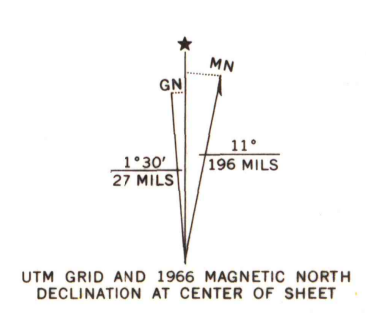 MN
GN
11°
196 MILS
1°30′
27 MILS
UTM GRID AND 1966 MAGNETIC NORTH
DECLINATION AT CENTER OF SHEET